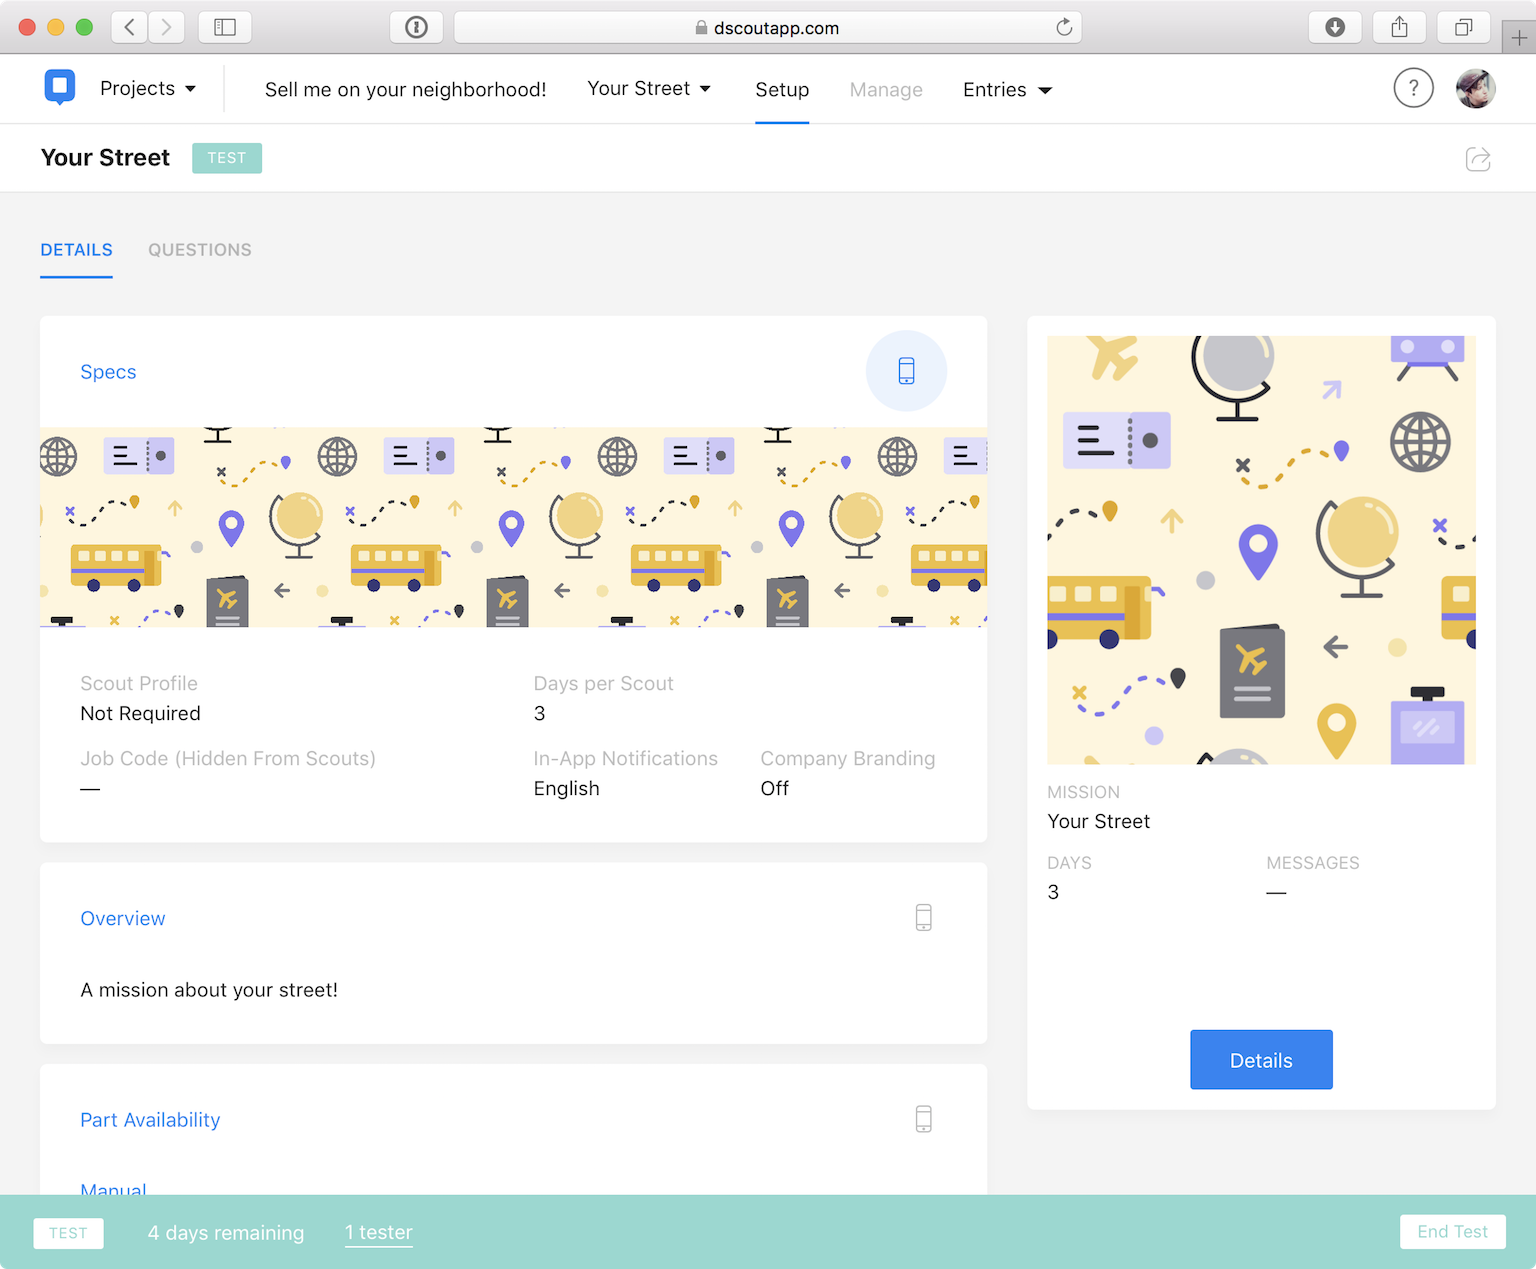 dscoutapp.com
Projects
Sell me on your neighborhood!
Your Street
Setup
Manage
Entries
?
Your Street
TEST
DETAILS
QUESTIONS
Specs
Scout Profile
Not Required
Days per Scout
3
Job Code (Hidden From Scouts)
—
In-App Notifications
English
Company Branding
Off
Overview
A mission about your street!
Part Availability
Manual
MISSION
Your Street
DAYS
3
MESSAGES
—
Details
TEST
4 days remaining
1 tester
End Test